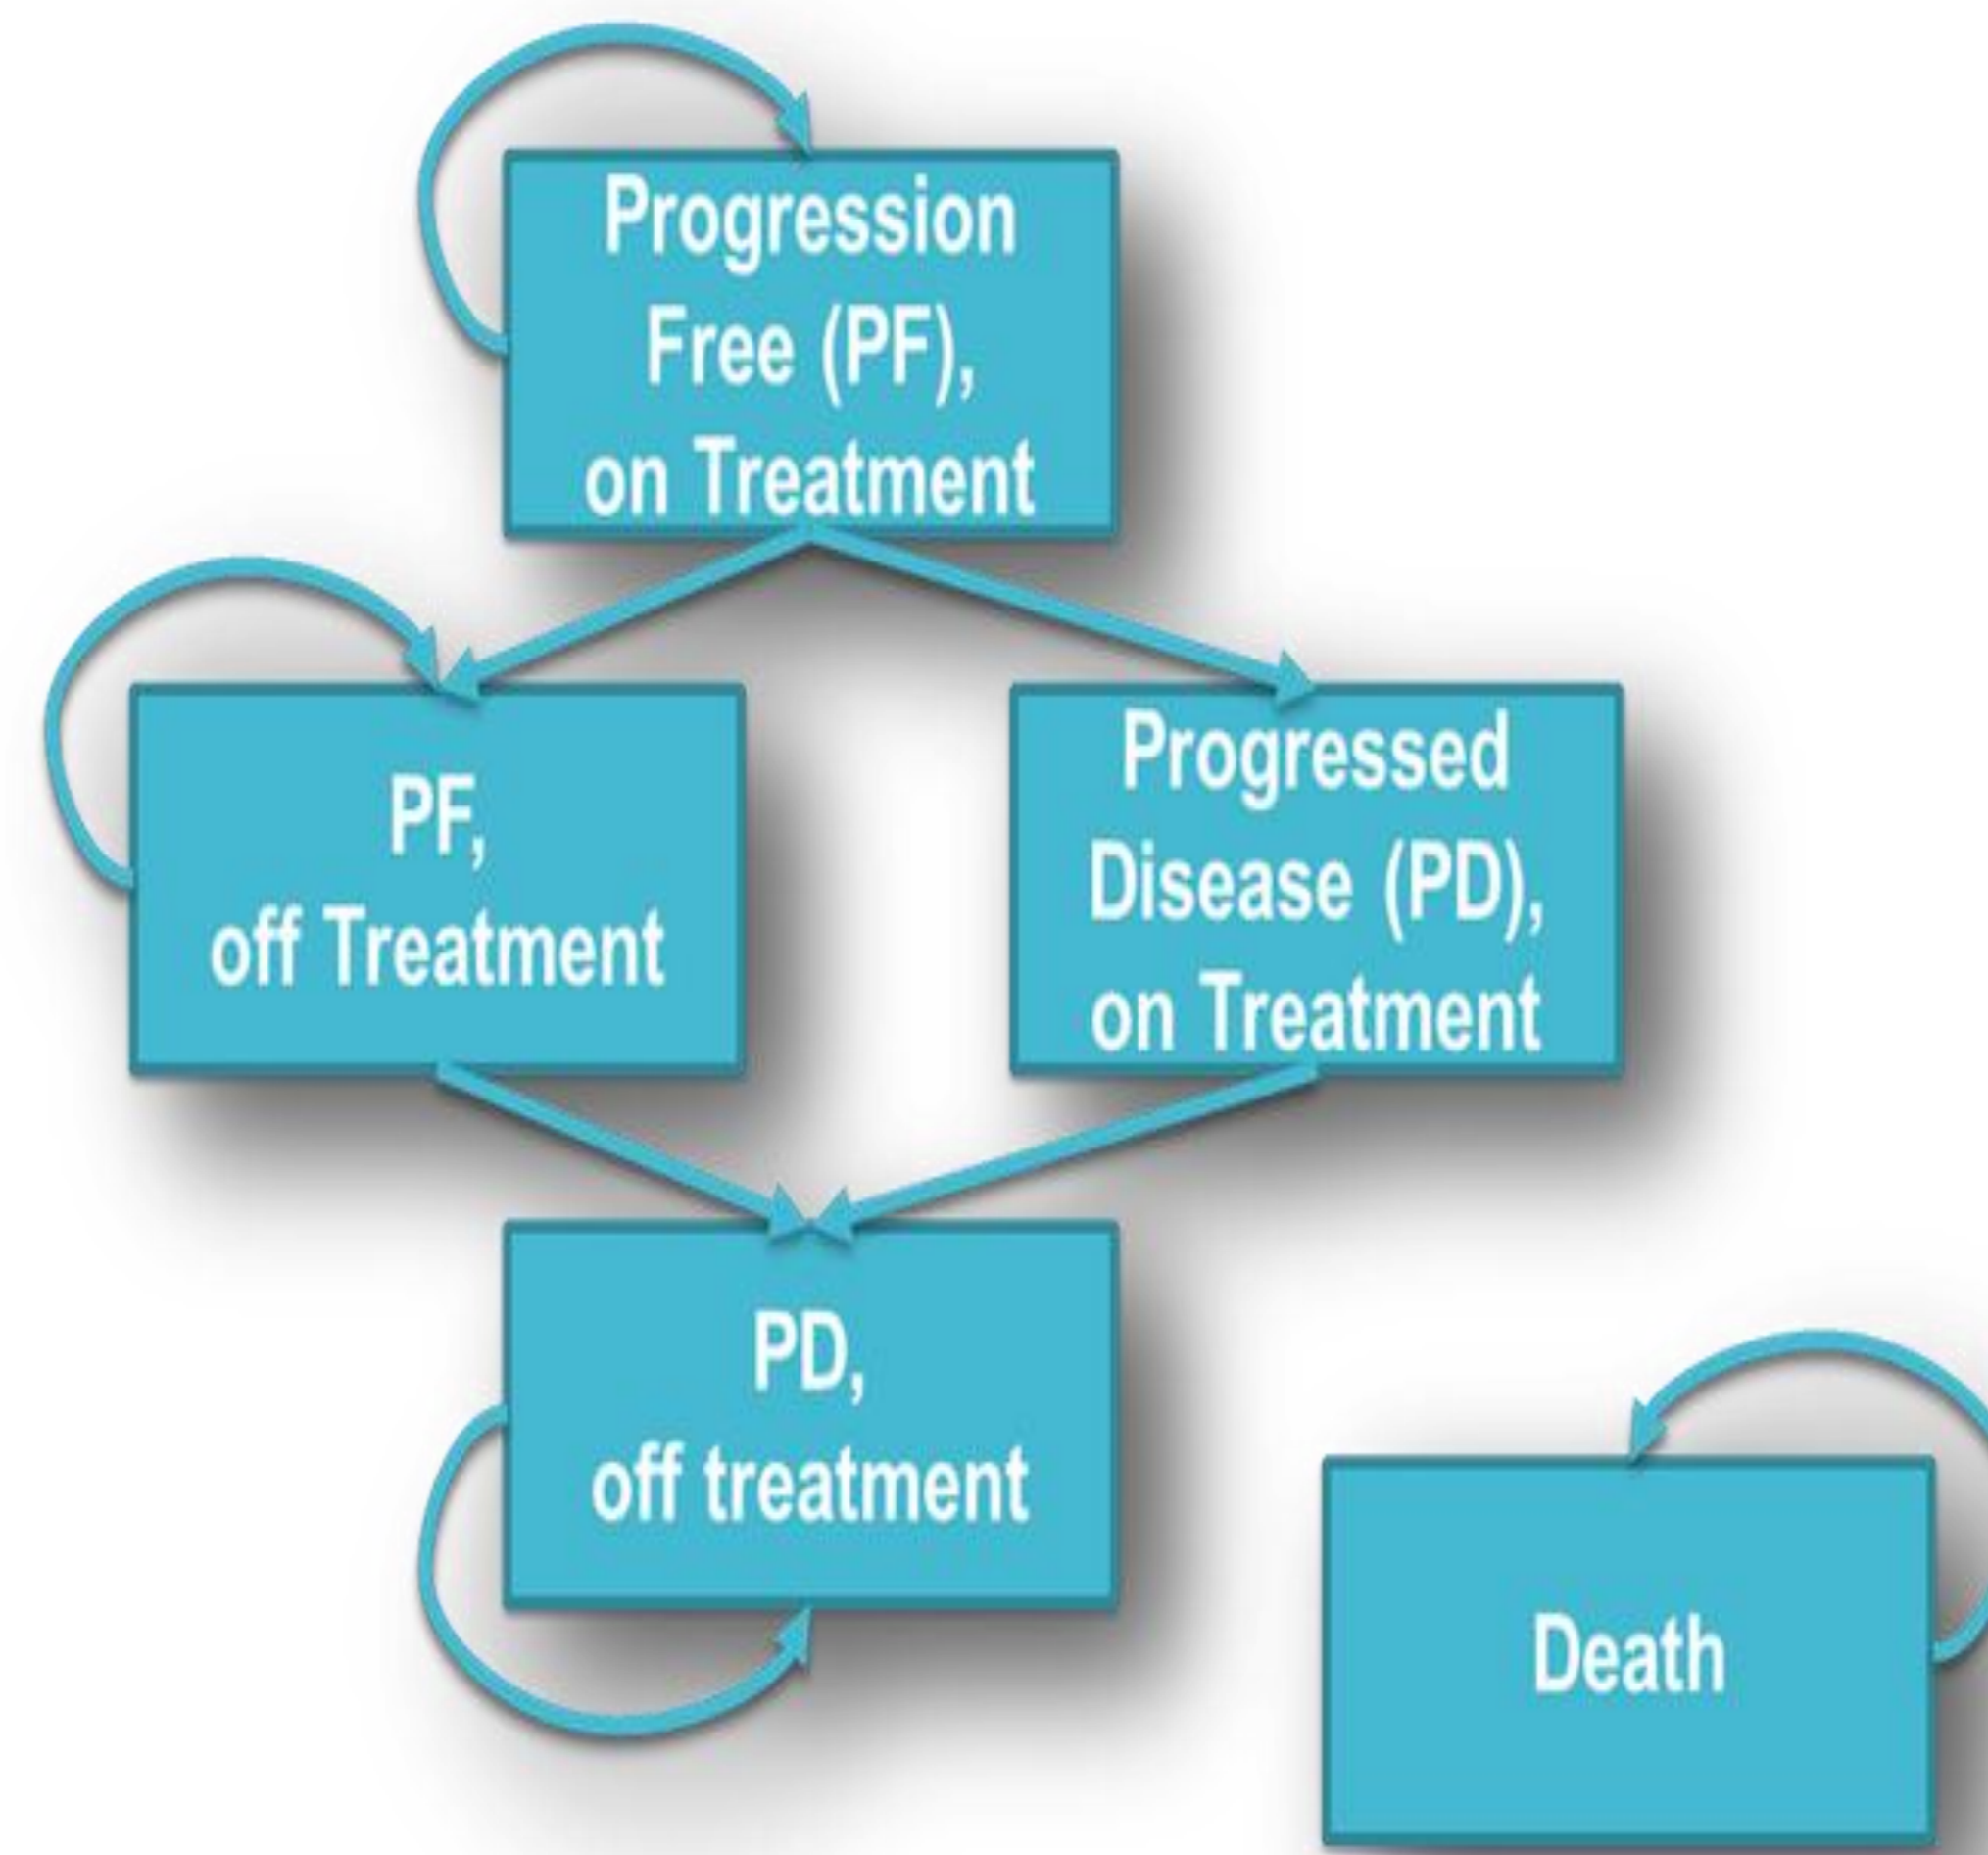 Progression
Free (PF),
on Treatment
PF,
off Treatment
Progressed
Disease (PD),
on Treatment
PD,
off treatment
Death